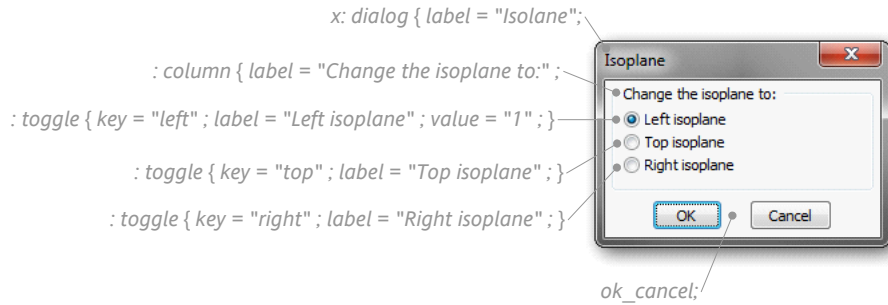 x: dialog { label = "Isolane";
Isoplane
: column { label = "Change the isoplane to:" ;
Change the isoplane to:
: toggle { key = "left" ; label = "Left isoplane" ; value = "1" ; }
Left isoplane
: toggle { key = "top" ; label = "Top isoplane" ; }
Top isoplane
: toggle { key = "right" ; label = "Right isoplane" ; }
Right isoplane
OK
Cancel
ok_cancel;